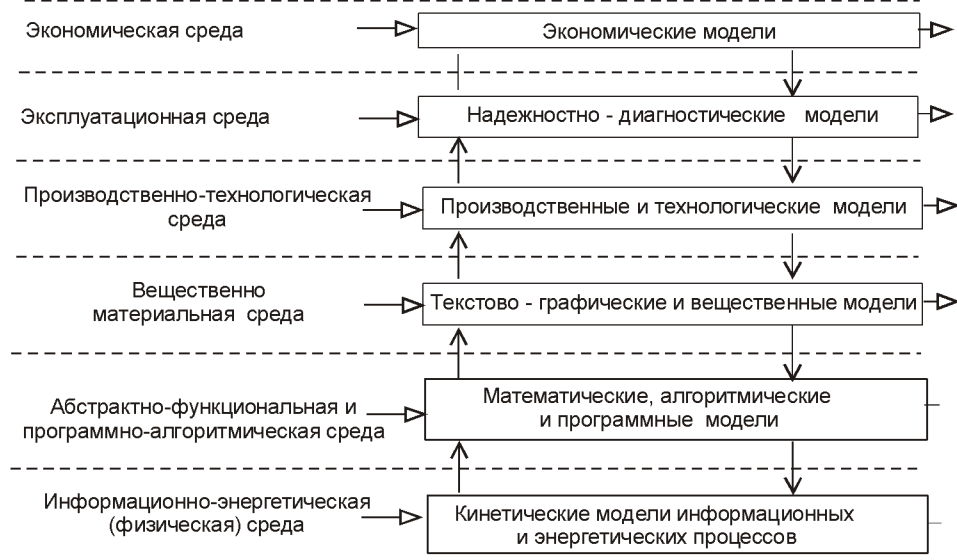 Экономическая среда
Экономические модели
Эксплуатационная среда
Надежностно - диагностические модели
Производственно-технологическая
среда
Производственные и технологические модели
Вещественно
материальная среда
Текстово - графические и вещественные модели
Абстрактно-функциональная и
программно-алгоритмическая среда
Математические, алгоритмические
и программные модели
Информационно-энергетическая
(физическая) среда
Кинетические модели информационных
и энергетических процессов